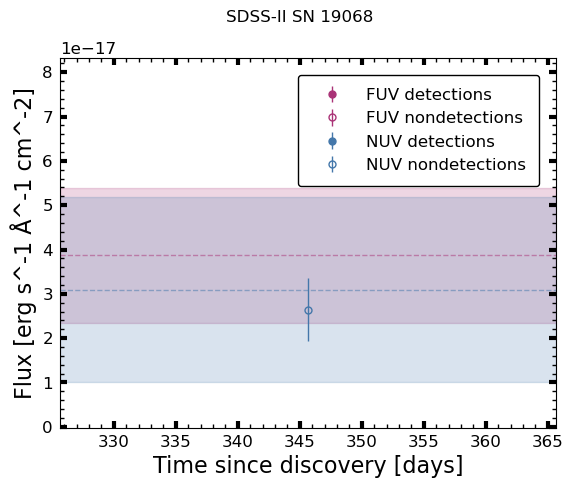 SDSS-II SN 19068
1e−17
8
7
6
5
4
3
2
1
0
Flux [erg s^-1 Å^-1 cm^-2]
FUV detections
FUV nondetections
NUV detections
NUV nondetections
330 335 340 345 350 355 360 365
Time since discovery [days]